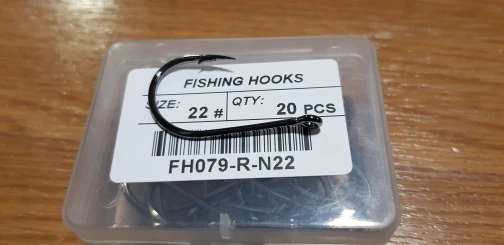 FISHING HOOKS
SIZE: 22 # QTY: 20 PCS
FH079-R-N22